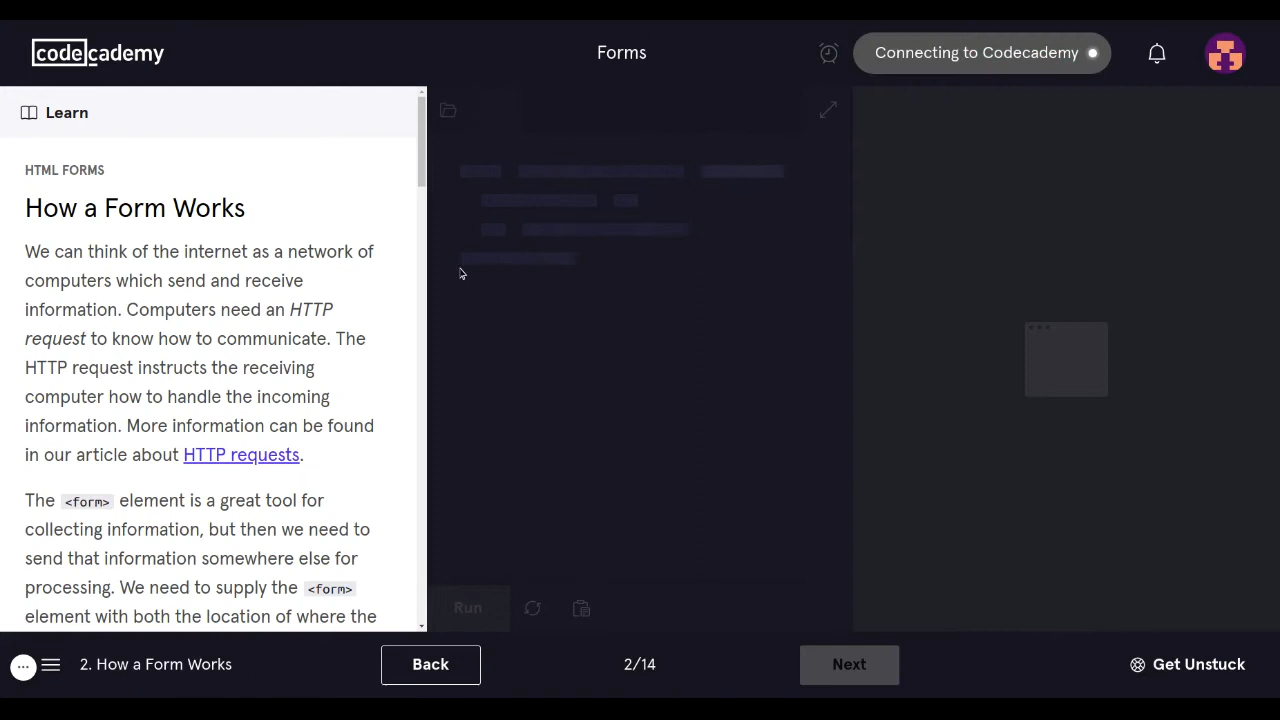 codecademy
Forms
Connecting to Codecademy
Learn
HTML FORMS
How a Form Works
We can think of the internet as a network of
computers which send and receive
information. Computers need an HTTP
request to know how to communicate. The
HTTP request instructs the receiving
computer how to handle the incoming
information. More information can be found
in our article about HTTP requests.
The <form> element is a great tool for
collecting information, but then we need to
send that information somewhere else for
processing. We need to supply the <form>
element with both the location of where the
Run
2. How a Form Works
Back
2/14
Next
Get Unstuck